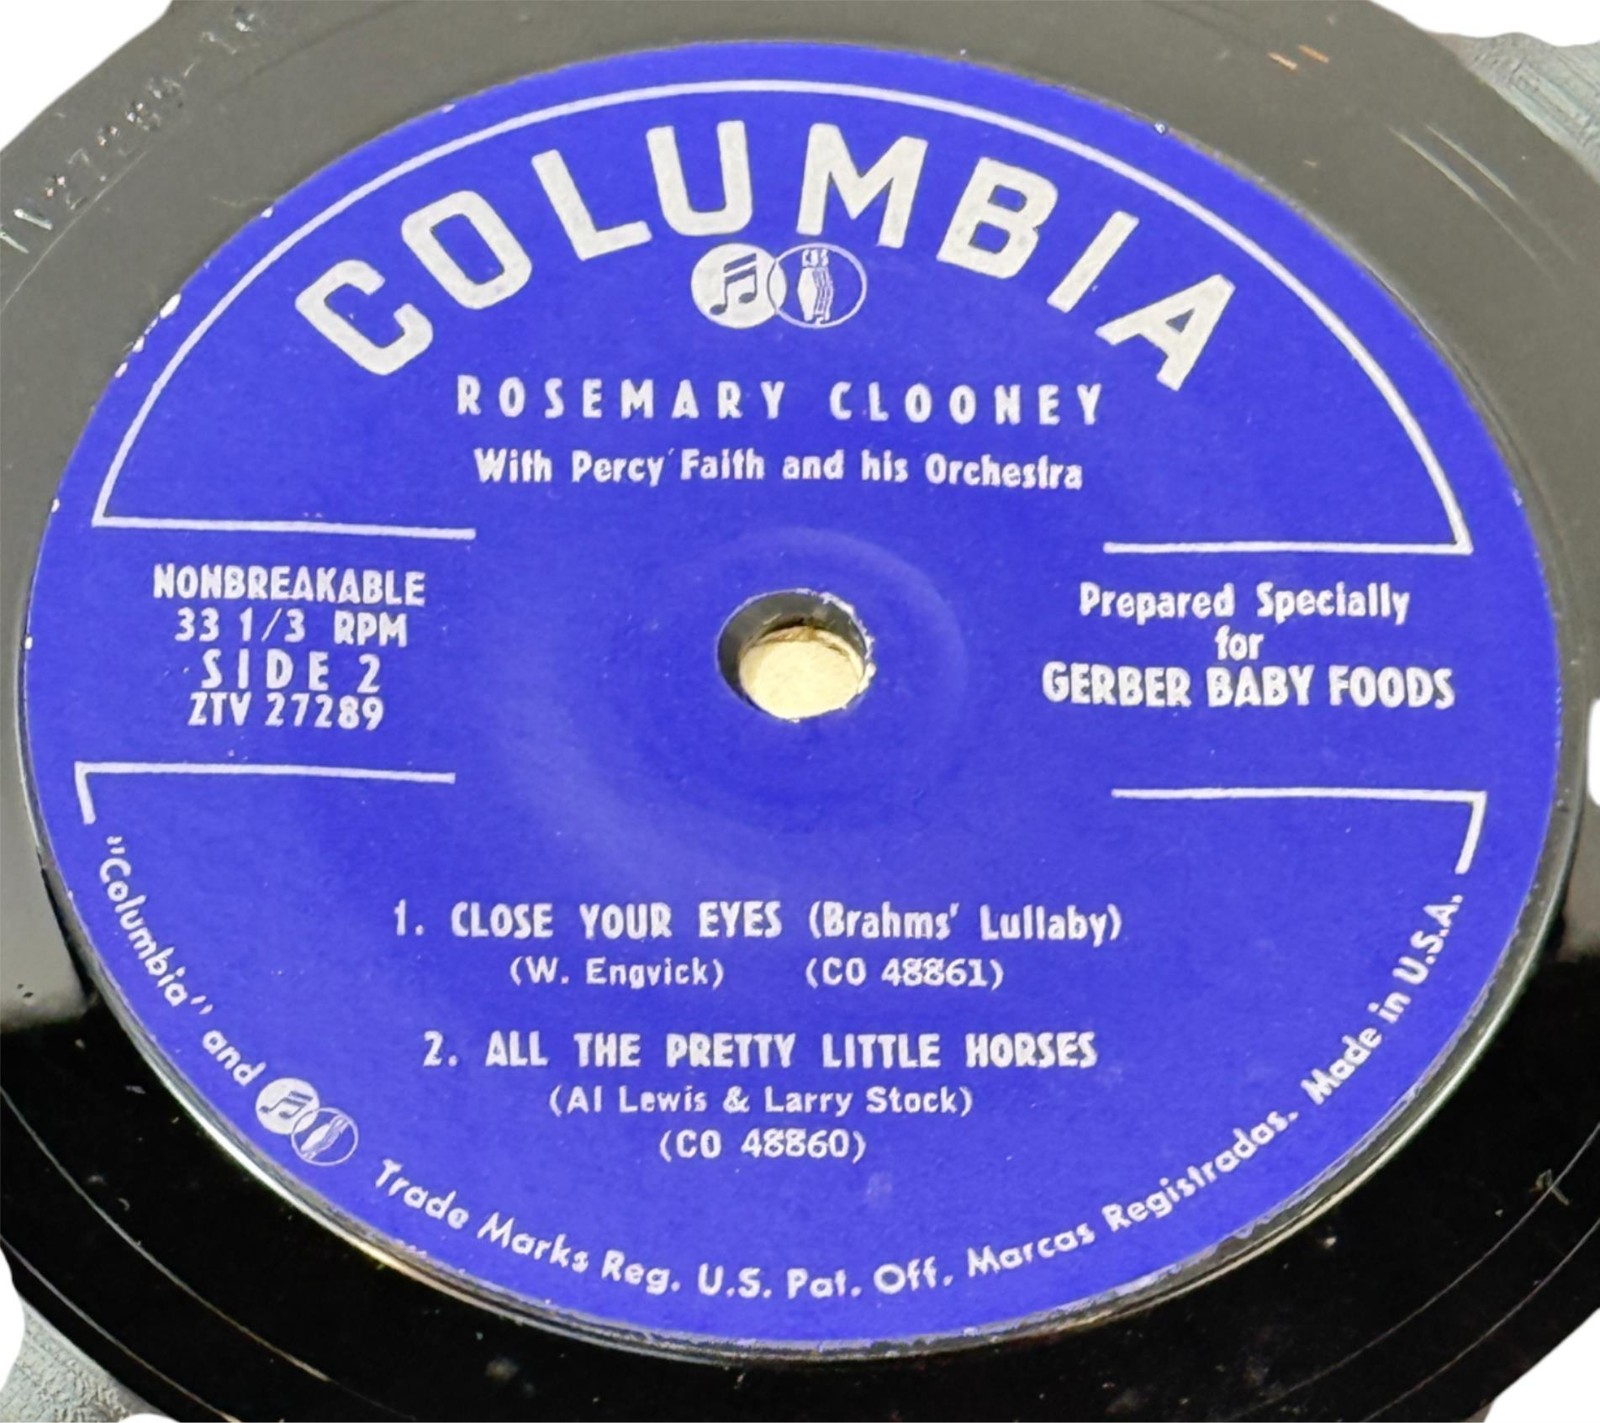 COLUMBIA
CBS
ROSEMARY CLOONEY
With Percy Faith and his Orchestra
NONBREAKABLE
33 1/3 RPM
SIDE 2
ZTV 27289
Prepared Specially
for
GERBER BABY FOODS
1. CLOSE YOUR EYES (Brahms' Lullaby)
(W. Engvick) (CO 48861)
2. ALL THE PRETTY LITTLE HORSES
(Al Lewis & Larry Stock)
(CO 48860)
"Columbia" and Trade Marks Reg. U.S. Pat. Off. Marcas Registradas. Made in U.S.A.